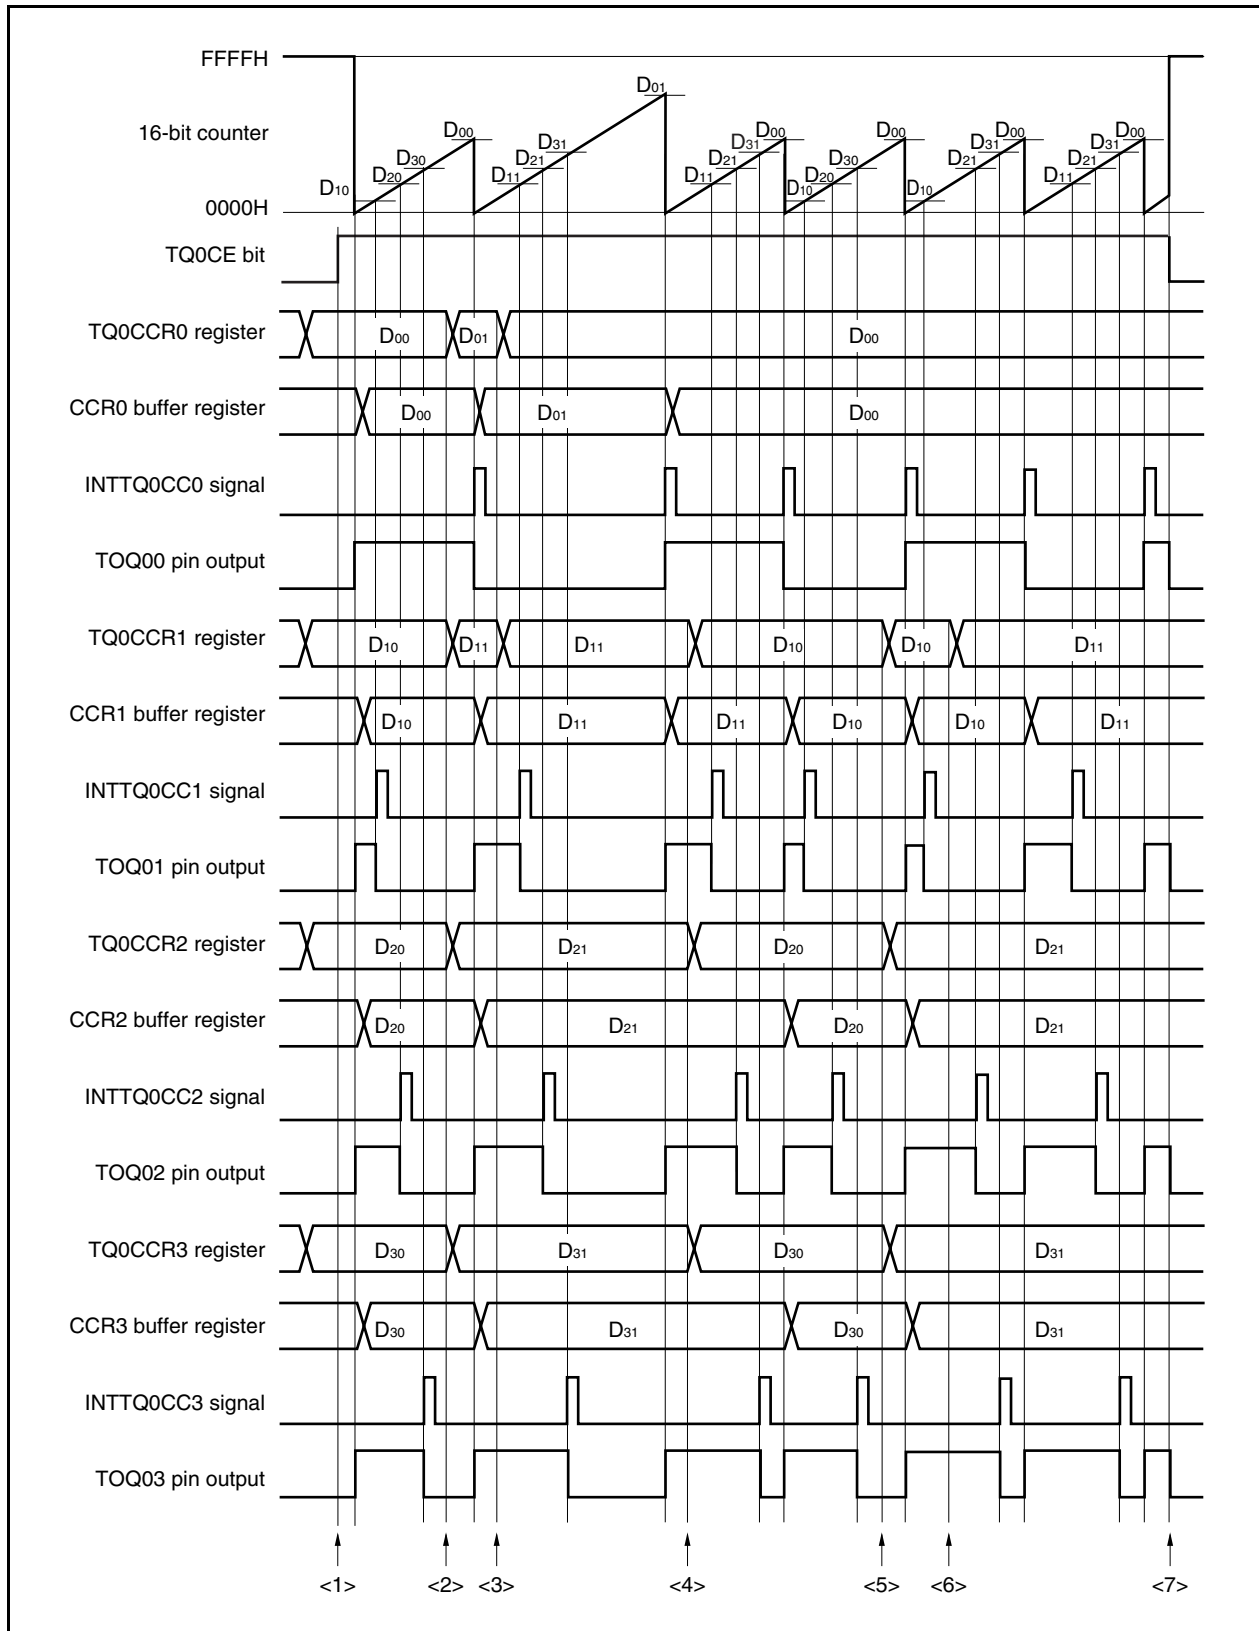 FFFFH
D01
16-bit counter
D00 D00 D00 D00 D00
D30 D31 D31 D30 D31 D31
D20 D21 D21 D20 D21 D21
D10 D11 D11 D10 D10 D11
0000H
TQ0CE bit
TQ0CCR0 register D00 D01 D00
CCR0 buffer register D00 D01 D00
INTTQ0CC0 signal
TOQ00 pin output
TQ0CCR1 register D10 D11 D11 D10 D10 D11
CCR1 buffer register D10 D11 D11 D10 D10 D11
INTTQ0CC1 signal
TOQ01 pin output
TQ0CCR2 register D20 D21 D20 D21
CCR2 buffer register D20 D21 D20 D21
INTTQ0CC2 signal
TOQ02 pin output
TQ0CCR3 register D30 D31 D30 D31
CCR3 buffer register D30 D31 D30 D31
INTTQ0CC3 signal
TOQ03 pin output
<1> <2> <3> <4> <5> <6> <7>